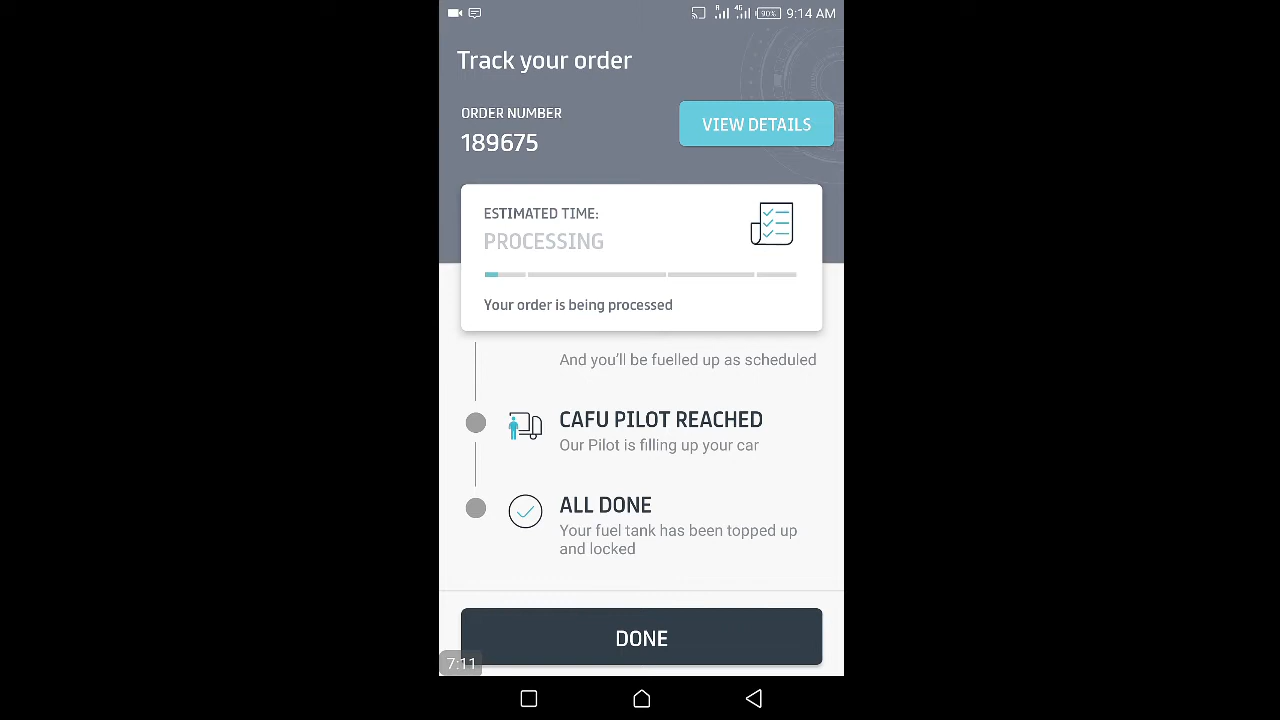 R 4G 90% 9:14 AM
Track your order
ORDER NUMBER
189675
VIEW DETAILS
ESTIMATED TIME:
PROCESSING
Your order is being processed
And you’ll be fuelled up as scheduled
CAFU PILOT REACHED
Our Pilot is filling up your car
ALL DONE
Your fuel tank has been topped up
and locked
DONE
7:11